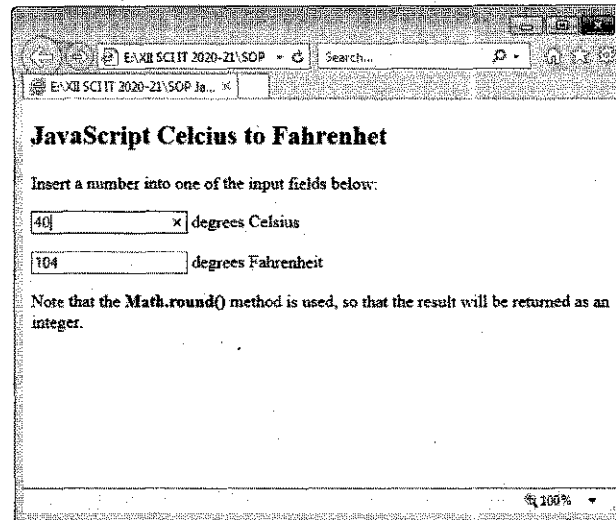 E:\XII SCI IT 2020-21\SOP
Search...
E:\XII SCI IT 2020-21\SOP Ja...
JavaScript Celcius to Fahrenhet
Insert a number into one of the input fields below:
40 × degrees Celsius
104 degrees Fahrenheit
Note that the Math.round() method is used, so that the result will be returned as an
integer.
100%